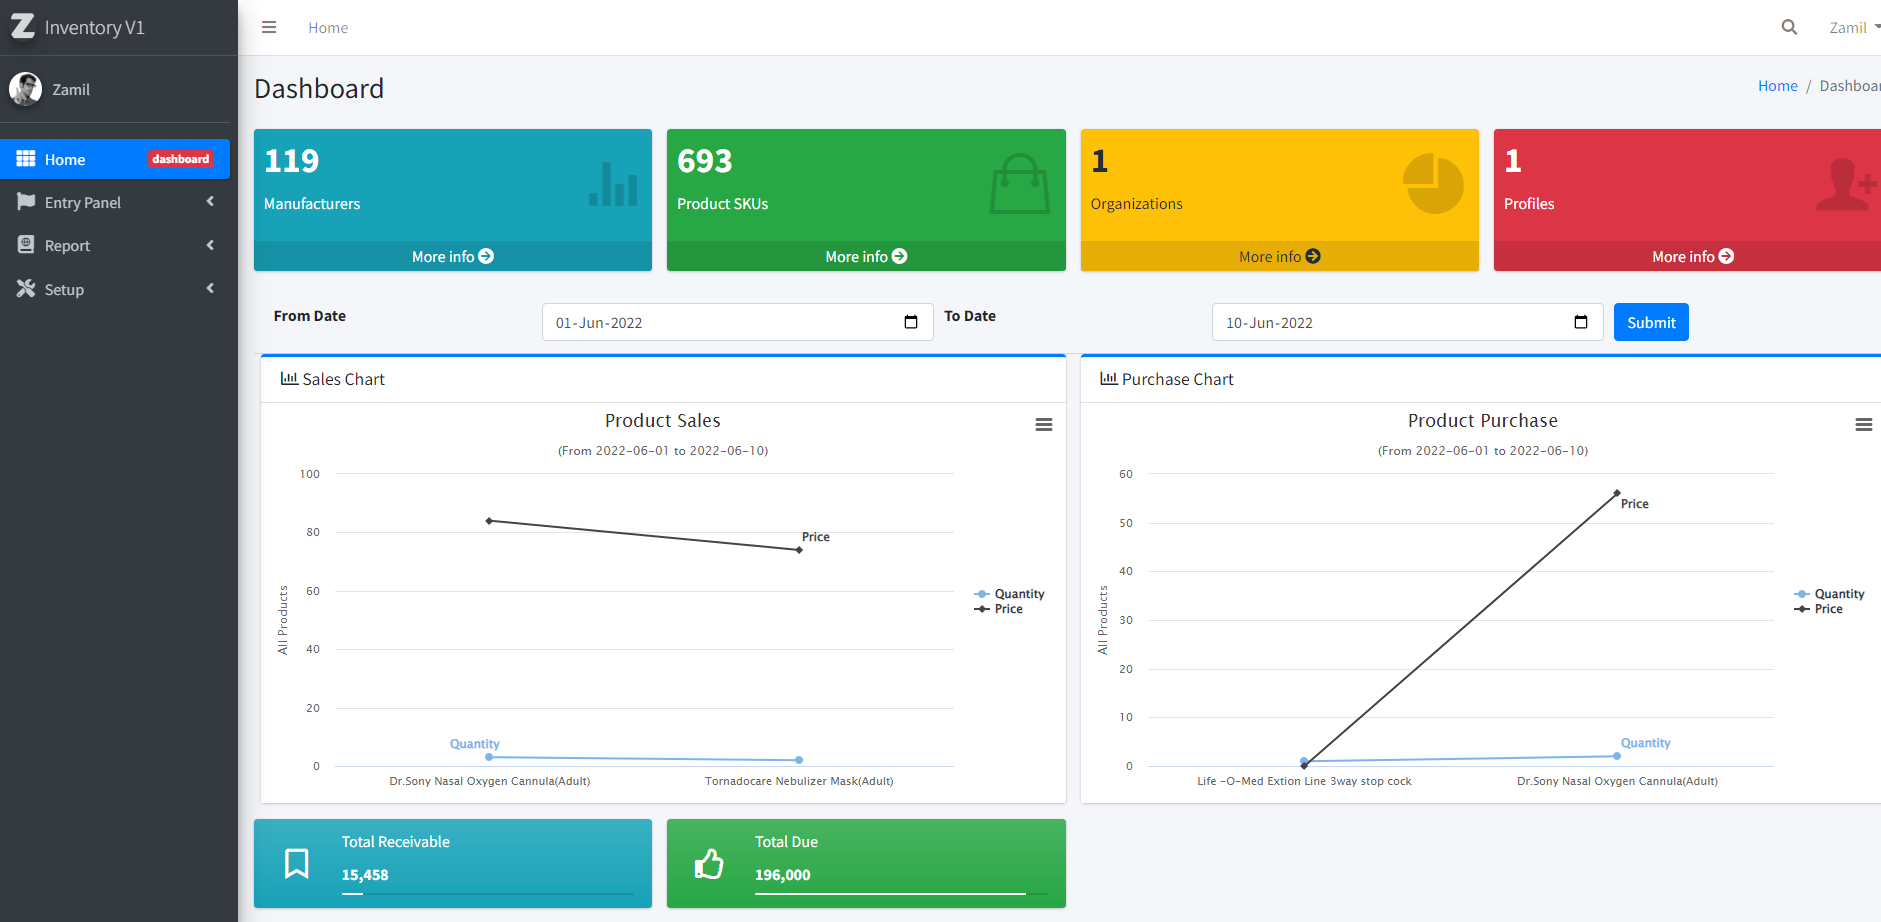 Z Inventory V1
Home
Zamil
Zamil
Dashboard
Home / Dashboar
Home dashboard
Entry Panel
Report
Setup
119
Manufacturers
More info
693
Product SKUs
More info
1
Organizations
More info
1
Profiles
More info
From Date
01-Jun-2022
To Date
10-Jun-2022
Submit
Sales Chart
Product Sales
(From 2022-06-01 to 2022-06-10)
100
80
60
40
20
0
All Products
Price
Quantity
Dr.Sony Nasal Oxygen Cannula(Adult)
Tornadocare Nebulizer Mask(Adult)
Quantity
Price
Purchase Chart
Product Purchase
(From 2022-06-01 to 2022-06-10)
60
50
40
30
20
10
0
All Products
Price
Quantity
Life -O-Med Extion Line 3way stop cock
Dr.Sony Nasal Oxygen Cannula(Adult)
Quantity
Price
Total Receivable
15,458
Total Due
196,000